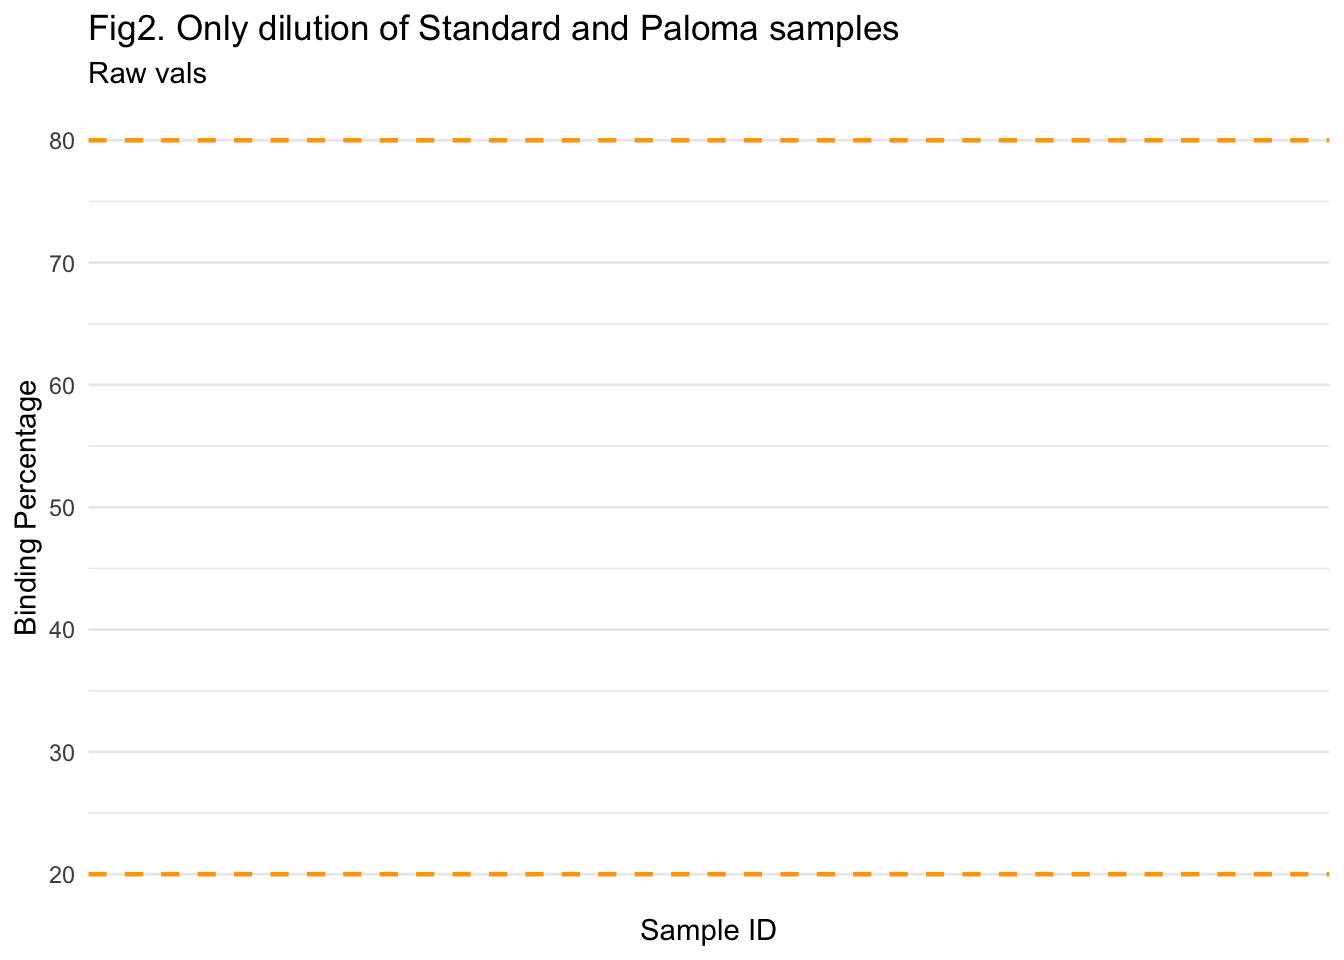 Fig2. Only dilution of Standard and Paloma samples
Raw vals
80
70
60
50
40
30
20
Binding Percentage
Sample ID